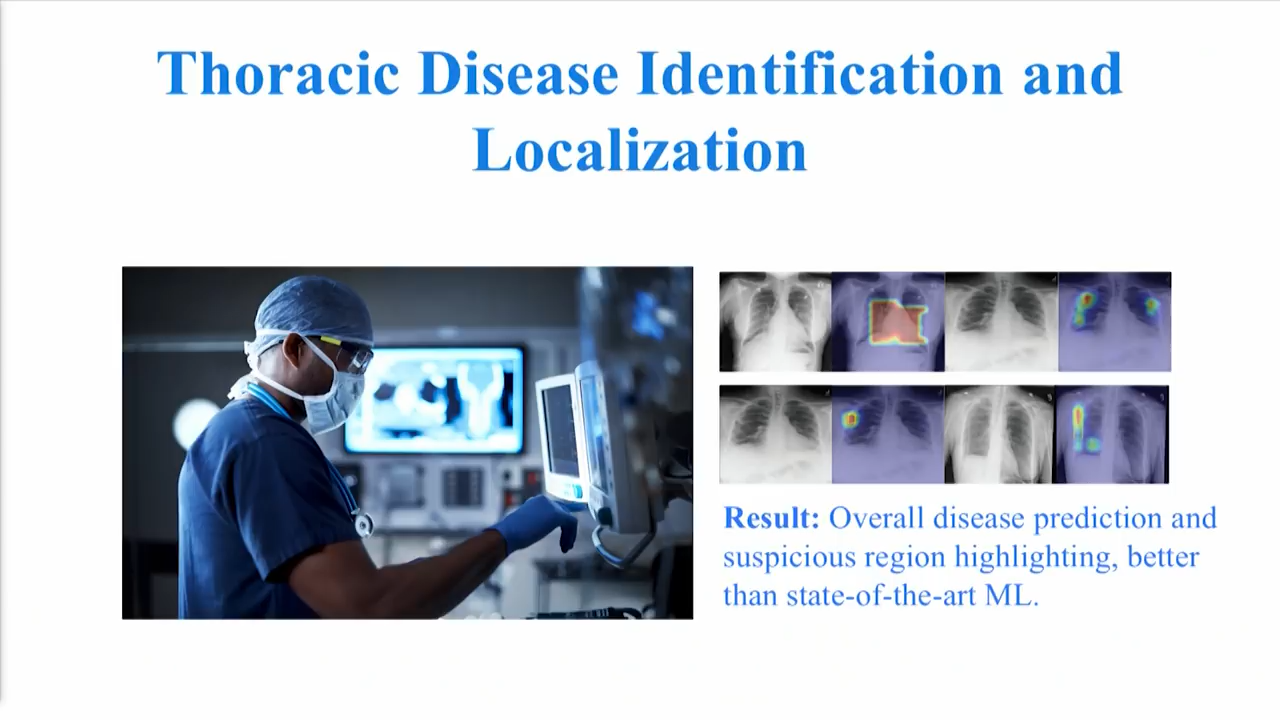 Thoracic Disease Identification and
Localization
Result: Overall disease prediction and
suspicious region highlighting, better
than state-of-the-art ML.